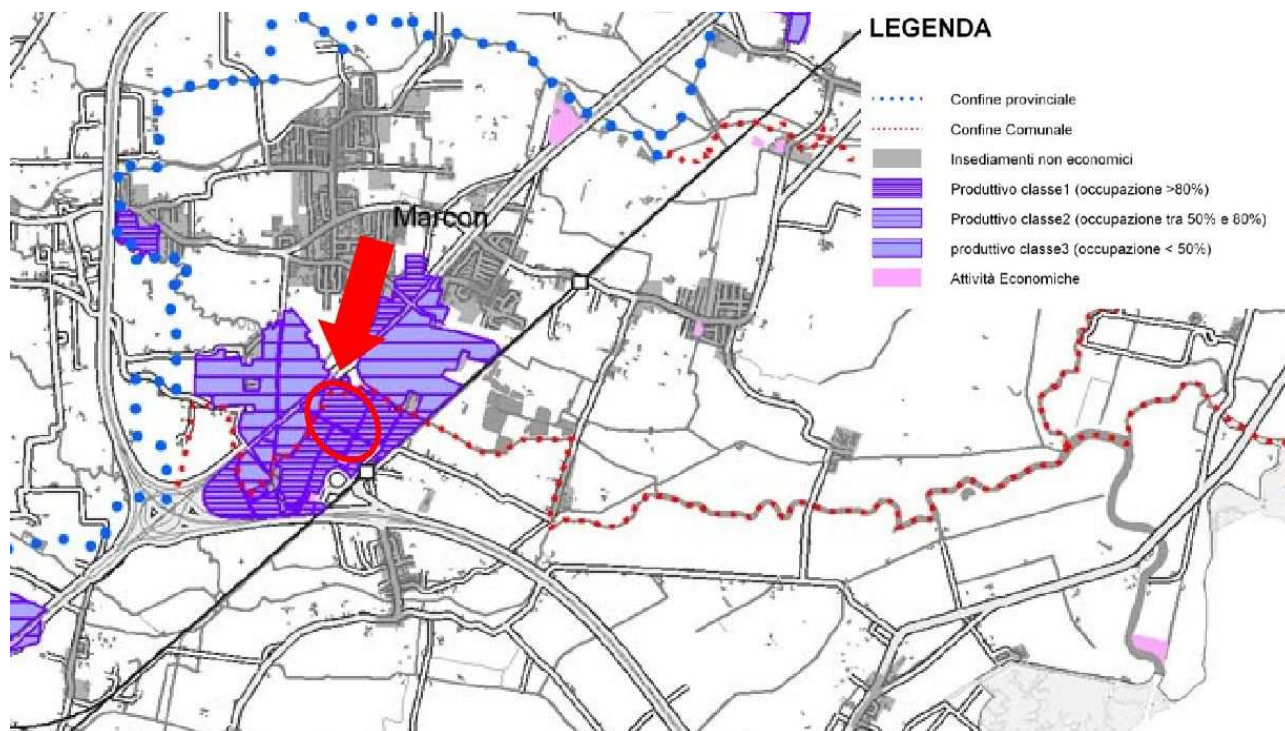 LEGENDA
Confine provinciale
Confine Comunale
Insediamenti non economici
Produttivo classe1 (occupazione >80%)
Produttivo classe2 (occupazione tra 50% e 80%)
produttivo classe3 (occupazione < 50%)
Attività Economiche
Marcon